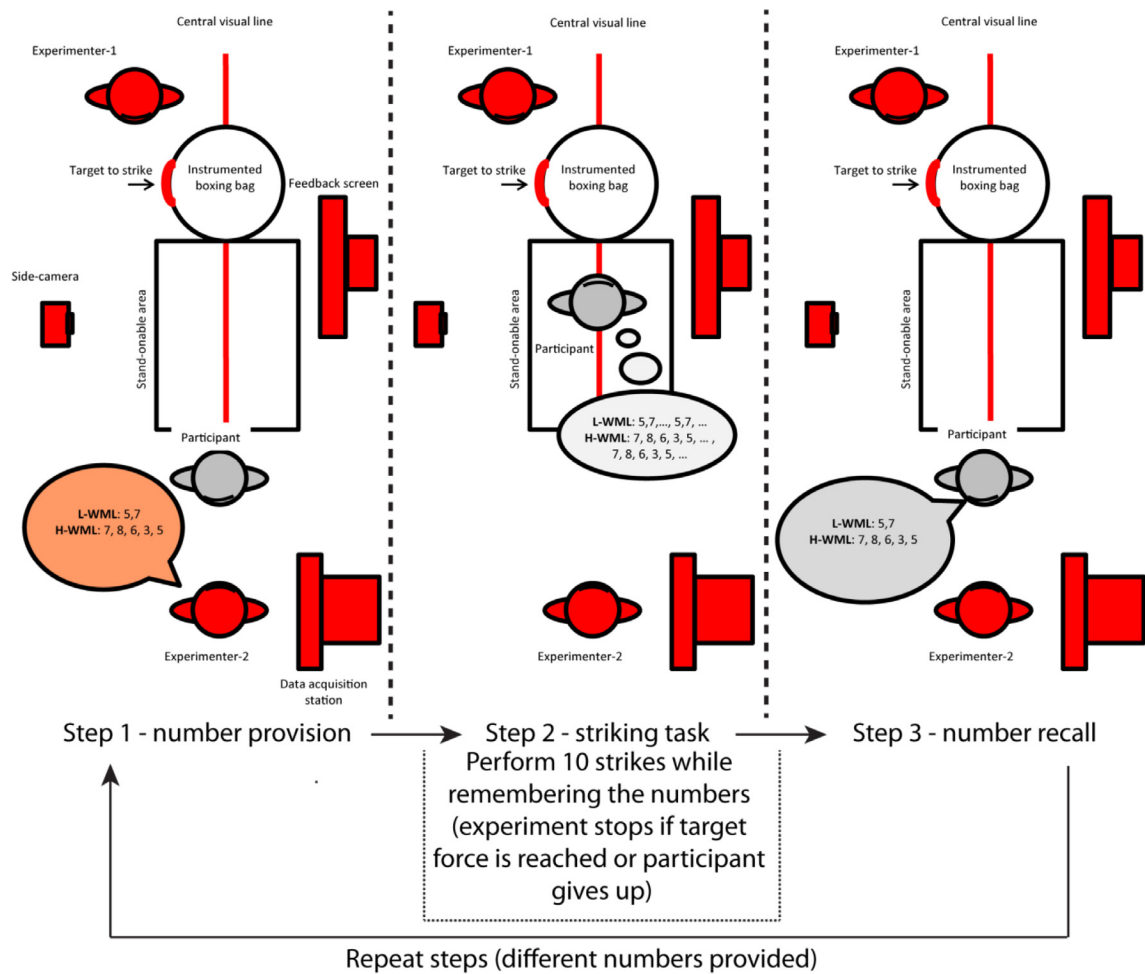 Central visual line
Experimenter-1
Target to strike
Instrumented
boxing bag
Feedback screen
Side-camera
Stand-onable area
Participant
L-WML: 5,7
H-WML: 7, 8, 6, 3, 5
Experimenter-2
Data acquisition
station
Central visual line
Experimenter-1
Target to strike
Instrumented
boxing bag
Stand-onable area
Participant
L-WML: 5,7,..., 5,7, ...
H-WML: 7, 8, 6, 3, 5, ... ,
7, 8, 6, 3, 5, ...
Experimenter-2
Central visual line
Experimenter-1
Target to strike
Instrumented
boxing bag
Stand-onable area
Participant
L-WML: 5,7
H-WML: 7, 8, 6, 3, 5
Experimenter-2
Step 1 - number provision
Step 2 - striking task
Step 3 - number recall
Perform 10 strikes while
remembering the numbers
(experiment stops if target
force is reached or participant
gives up)
Repeat steps (different numbers provided)